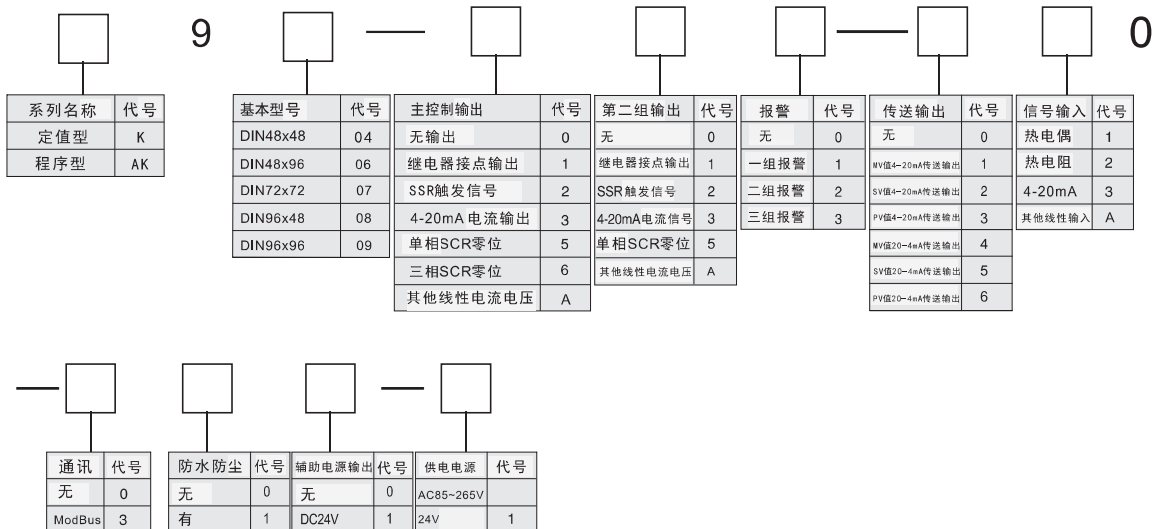 9 — — 0
系列名称 代号
定值型 K
程序型 AK
基本型号 代号
DIN48x48 04
DIN48x96 06
DIN72x72 07
DIN96x48 08
DIN96x96 09
主控制输出 代号
无输出 0
继电器接点输出 1
SSR触发信号 2
4-20mA 电流输出 3
单相SCR零位 5
三相SCR零位 6
其他线性电流电压 A
第二组输出 代号
无 0
继电器接点输出 1
SSR触发信号 2
4-20mA电流信号 3
单相SCR零位 5
其他线性电流电压 A
报警 代号
无 0
一组报警 1
二组报警 2
三组报警 3
传送输出 代号
无 0
MV值4-20mA传送输出 1
SV值4-20mA传送输出 2
PV值4-20mA传送输出 3
MV值20-4mA传送输出 4
SV值20-4mA传送输出 5
PV值20-4mA传送输出 6
信号输入 代号
热电偶 1
热电阻 2
4-20mA 3
其他线性输入 A
— —
通讯 代号
无 0
ModBus 3
防水防尘 代号
无 0
有 1
辅助电源输出 代号
无 0
DC24V 1
供电电源 代号
AC85~265V
24V 1